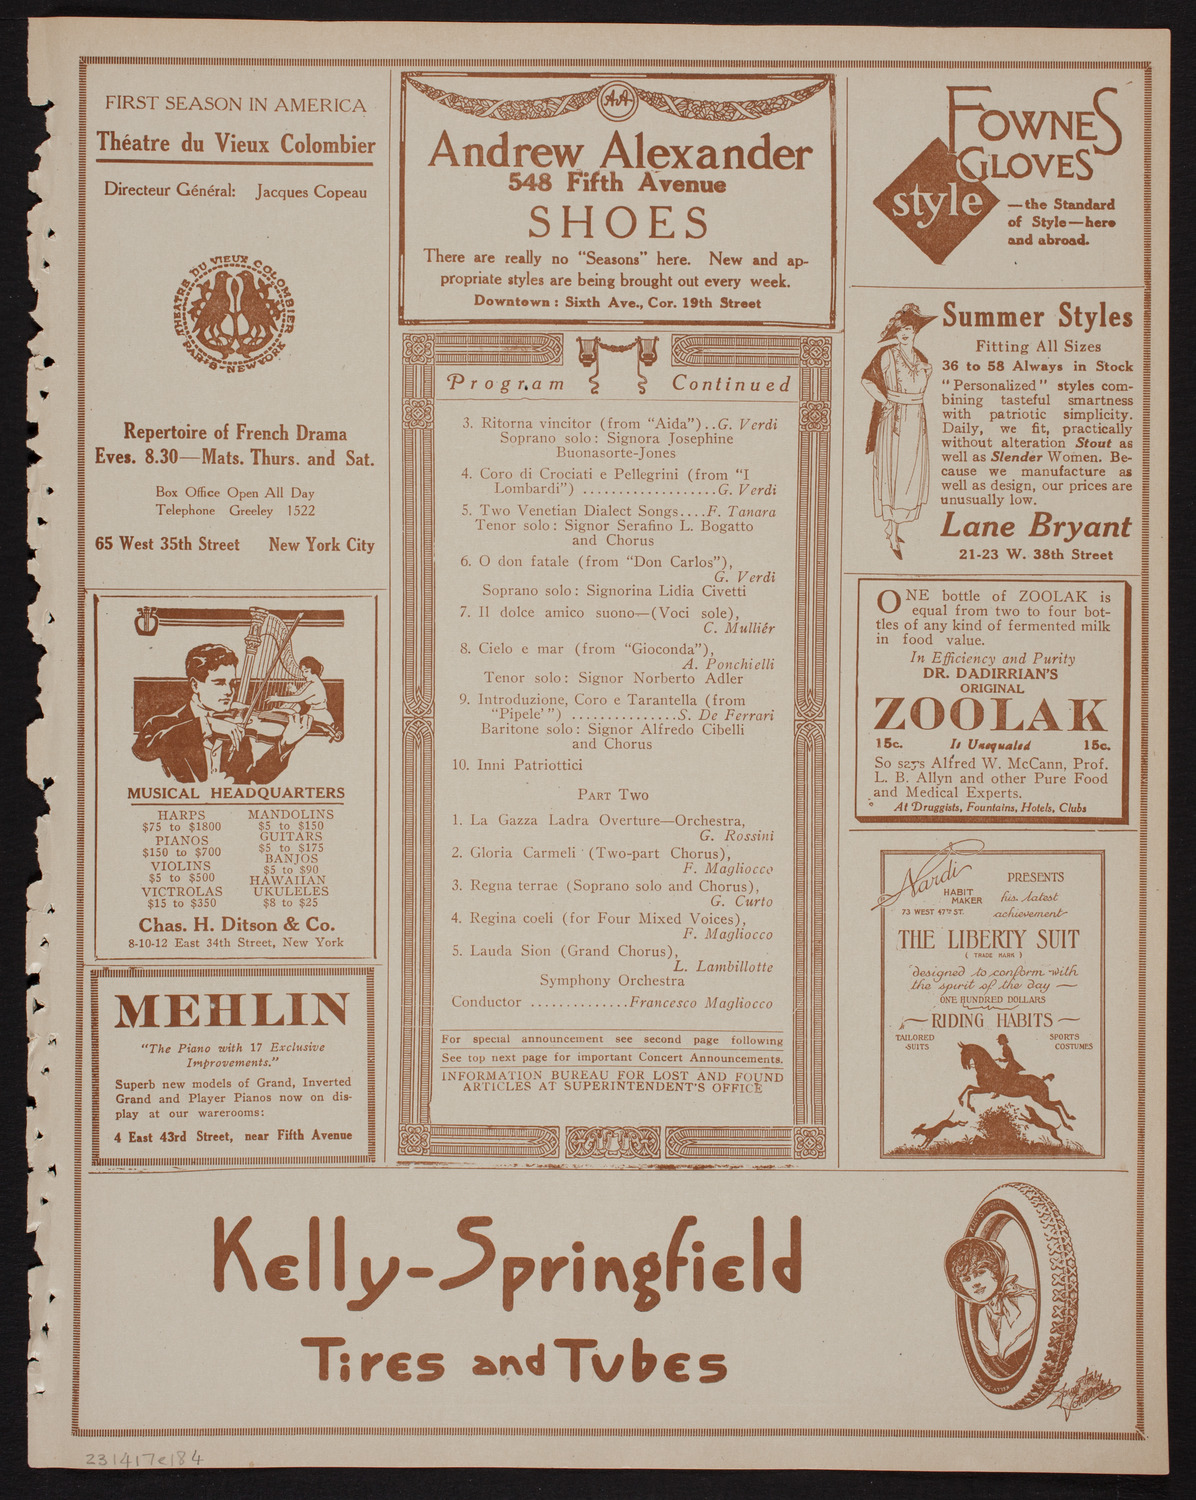 FIRST SEASON IN AMERICA
Théatre du Vieux Colombier
Directeur Général: Jacques Copeau
THEATRE DU VIEUX COLOMBIER
PARIS-NEW YORK
Repertoire of French Drama
Eves. 8.30—Mats. Thurs. and Sat.
Box Office Open All Day
Telephone Greeley 1522
65 West 35th Street New York City
MUSICAL HEADQUARTERS
HARPS
$75 to $1800
PIANOS
$150 to $700
VIOLINS
$5 to $500
VICTROLAS
$15 to $350
MANDOLINS
$5 to $150
GUITARS
$5 to $175
BANJOS
$5 to $90
HAWAIIAN
UKULELES
$8 to $25
Chas. H. Ditson & Co.
8-10-12 East 34th Street, New York
MEHLIN
"The Piano with 17 Exclusive
Improvements."
Superb new models of Grand, Inverted
Grand and Player Pianos now on dis-
play at our warerooms:
4 East 43rd Street, near Fifth Avenue
AA
Andrew Alexander
548 Fifth Avenue
SHOES
There are really no "Seasons" here. New and ap-
propriate styles are being brought out every week.
Downtown: Sixth Ave., Cor. 19th Street
Program Continued
3. Ritorna vincitor (from "Aida")..G. Verdi
Soprano solo: Signora Josephine
Buonasorte-Jones
4. Coro di Crociati e Pellegrini (from "I
Lombardi") ...................G. Verdi
5. Two Venetian Dialect Songs....F. Tanara
Tenor solo: Signor Serafino L. Bogatto
and Chorus
6. O don fatale (from "Don Carlos"),
G. Verdi
Soprano solo: Signorina Lidia Civetti
7. Il dolce amico suono—(Voci sole),
C. Mulliér
8. Cielo e mar (from "Gioconda"),
A. Ponchielli
Tenor solo: Signor Norberto Adler
9. Introduzione, Coro e Tarantella (from
"Pipele'") ...............S. De Ferrari
Baritone solo: Signor Alfredo Cibelli
and Chorus
10. Inni Patriottici
PART TWO
1. La Gazza Ladra Overture—Orchestra,
G. Rossini
2. Gloria Carmeli (Two-part Chorus),
F. Magliocco
3. Regna terrae (Soprano solo and Chorus),
G. Curto
4. Regina coeli (for Four Mixed Voices),
F. Magliocco
5. Lauda Sion (Grand Chorus),
L. Lambillotte
Symphony Orchestra
Conductor ..............Francesco Magliocco
For special announcement see second page following
See top next page for important Concert Announcements.
INFORMATION BUREAU FOR LOST AND FOUND
ARTICLES AT SUPERINTENDENT'S OFFICE
FOWNES
GLOVES
style
—the Standard
of Style—here
and abroad.
Summer Styles
Fitting All Sizes
36 to 58 Always in Stock
"Personalized" styles com-
bining tasteful smartness
with patriotic simplicity.
Daily, we fit, practically
without alteration Stout as
well as Slender Women. Be-
cause we manufacture as
well as design, our prices are
unusually low.
Lane Bryant
21-23 W. 38th Street
ONE bottle of ZOOLAK is
equal from two to four bot-
tles of any kind of fermented milk
in food value.
In Efficiency and Purity
DR. DADIRRIAN'S
ORIGINAL
ZOOLAK
15c. Is Unequaled 15c.
So says Alfred W. McCann, Prof.
L. B. Allyn and other Pure Food
and Medical Experts.
At Druggists, Fountains, Hotels, Clubs
Nardi
HABIT
MAKER
73 WEST 47TH ST.
PRESENTS
his latest
achievement
THE LIBERTY SUIT
(TRADE MARK)
designed to conform with
the spirit of the day —
ONE HUNDRED DOLLARS
— RIDING HABITS —
TAILORED
SUITS
SPORTS
COSTUMES
Kelly-Springfield
Tires and Tubes
231417e184